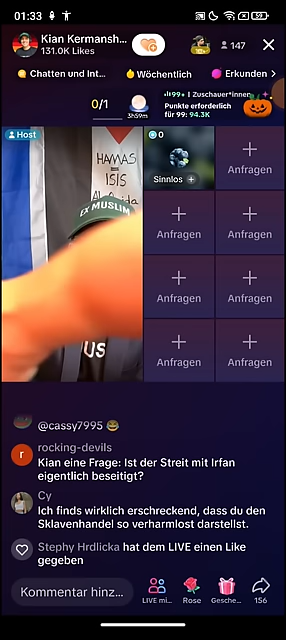 01:33
59
Kian Kermansh...
131.0K Likes
10
147
Chatten und Int...
Wöchentlich
Erkunden
0/1
3h59m
99+ | Zuschauer*innen
Punkte erforderlich
für 99: 94.3K
Host
0
HAMAS
=
ISIS
EX MUSLIM
US
Sinnlos +
Anfragen
Anfragen
Anfragen
Anfragen
Anfragen
Anfragen
Anfragen
@cassy7995
r
rocking-devils
Kian eine Frage: Ist der Streit mit Irfan
eigentlich beseitigt?
Cy
Ich finds wirklich erschreckend, dass du den
Sklavenhandel so verharmlost darstellst.
Stephy Hrdlicka hat dem LIVE einen Like
gegeben
Kommentar hinz...
LIVE mi...
Rose
Gesche...
156